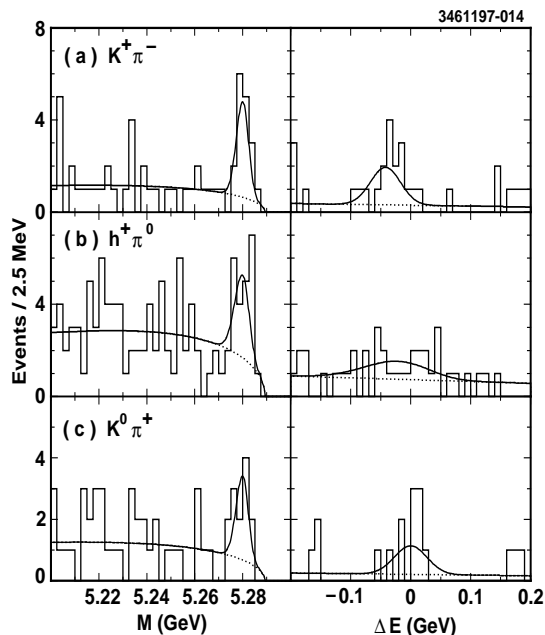 3461197-014
8
(a) K⁺π⁻
4
0
(b) h⁺π⁰
8
4
0
(c) K⁰π⁺
4
2
0
Events / 2.5 MeV
5.22 5.24 5.26 5.28 −0.1 0 0.1 0.2
M (GeV) ΔE (GeV)